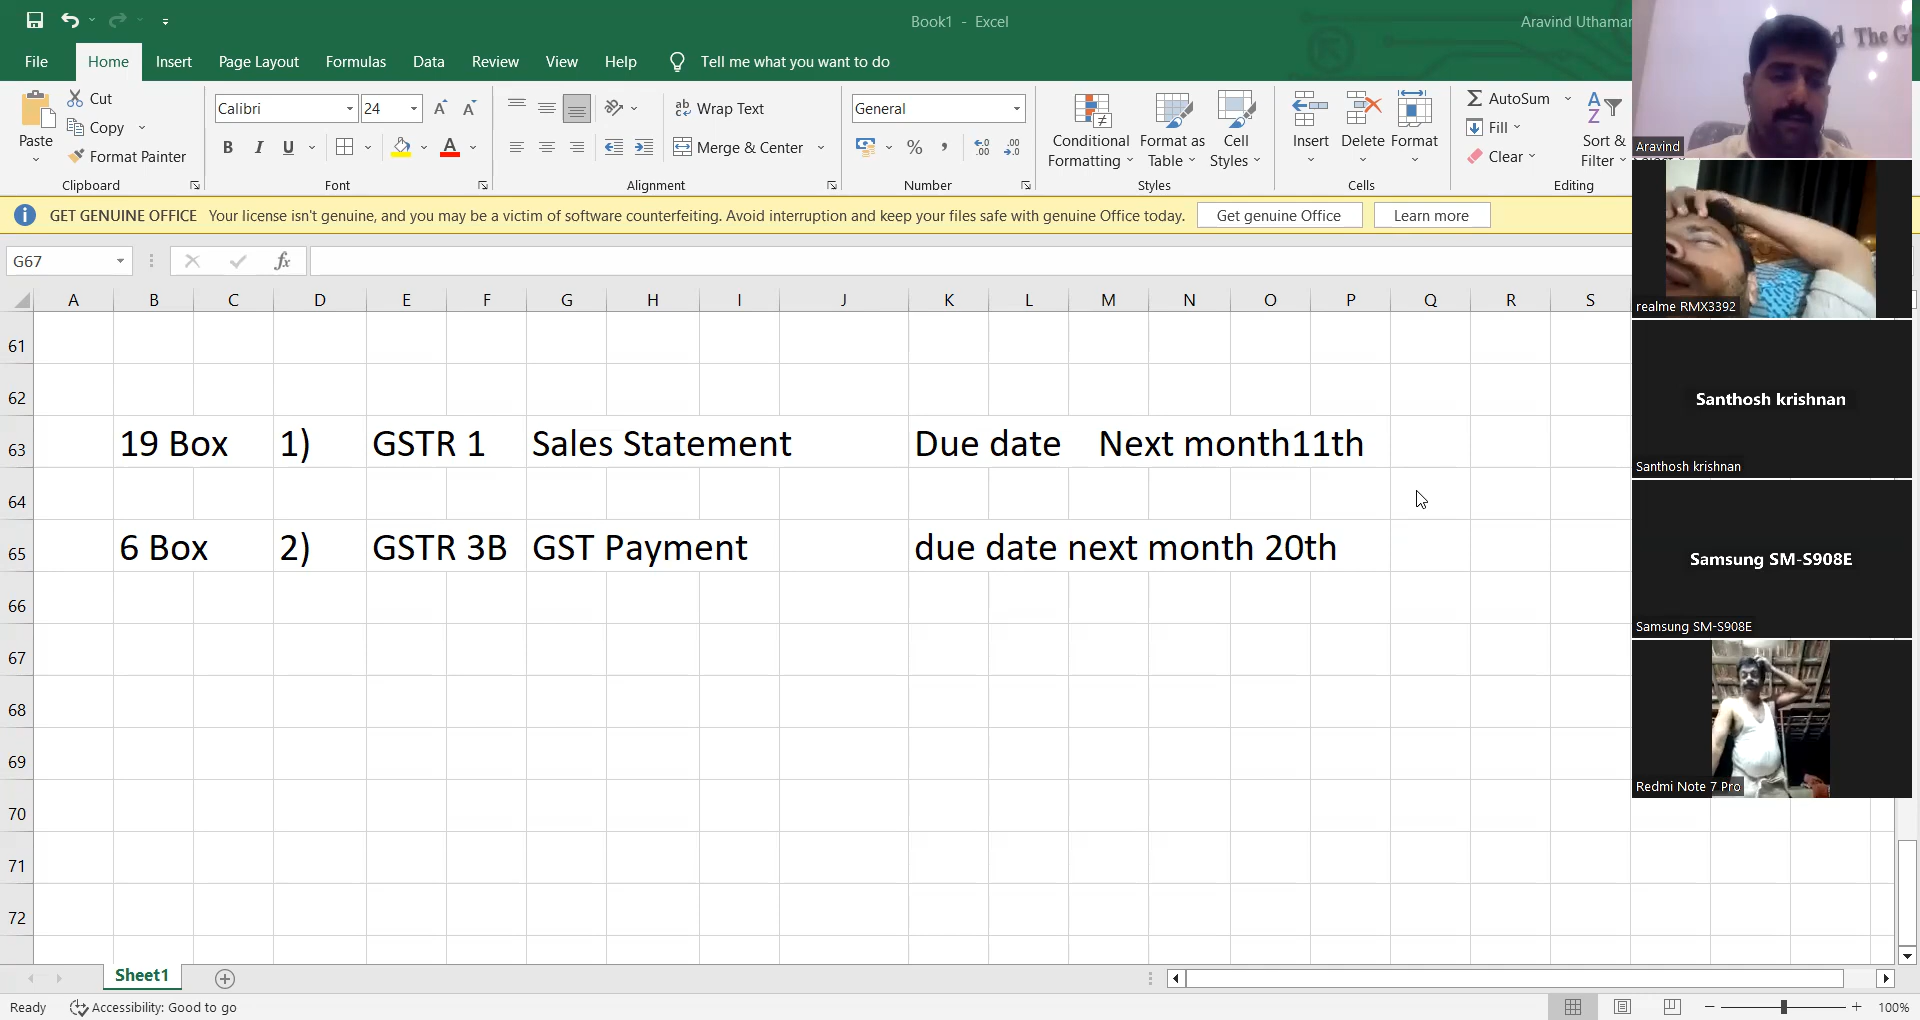 Book1 - Excel
Aravind Uthaman
File Home Insert Page Layout Formulas Data Review View Help Tell me what you want to do
Paste
Cut
Copy
Format Painter
Clipboard
Calibri 24
B I U
Font
Wrap Text
Merge & Center
Alignment
General
Number
Conditional Formatting
Format as Table
Cell Styles
Styles
Insert Delete Format
Cells
AutoSum
Fill
Clear
Sort &
Filter
Editing
GET GENUINE OFFICE Your license isn't genuine, and you may be a victim of software counterfeiting. Avoid interruption and keep your files safe with genuine Office today. Get genuine Office Learn more
G67
fx
A B C D E F G H I J K L M N O P Q R S
61
62
63 19 Box 1) GSTR 1 Sales Statement Due date Next month11th
64
65 6 Box 2) GSTR 3B GST Payment due date next month 20th
66
67
68
69
70
71
72
Sheet1
Ready Accessibility: Good to go
100%
d The GS
Aravind
realme RMX3392
Santhosh krishnan
Santhosh krishnan
Samsung SM-S908E
Samsung SM-S908E
Redmi Note 7 Pro